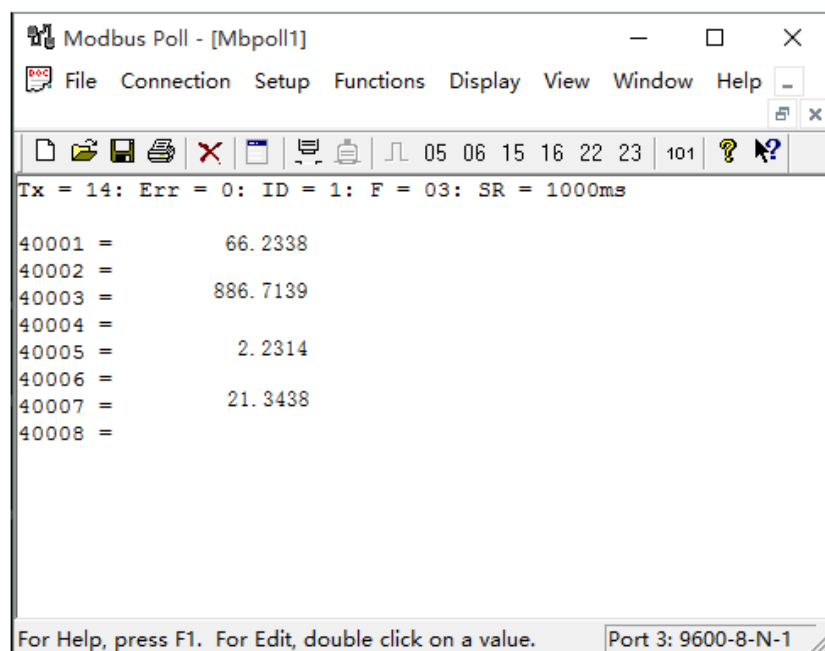 Modbus Poll - [Mbpoll1]
File Connection Setup Functions Display View Window Help
05 06 15 16 22 23 101
Tx = 14: Err = 0: ID = 1: F = 03: SR = 1000ms
40001 = 66.2338
40002 =
40003 = 886.7139
40004 =
40005 = 2.2314
40006 =
40007 = 21.3438
40008 =
For Help, press F1. For Edit, double click on a value. Port 3: 9600-8-N-1